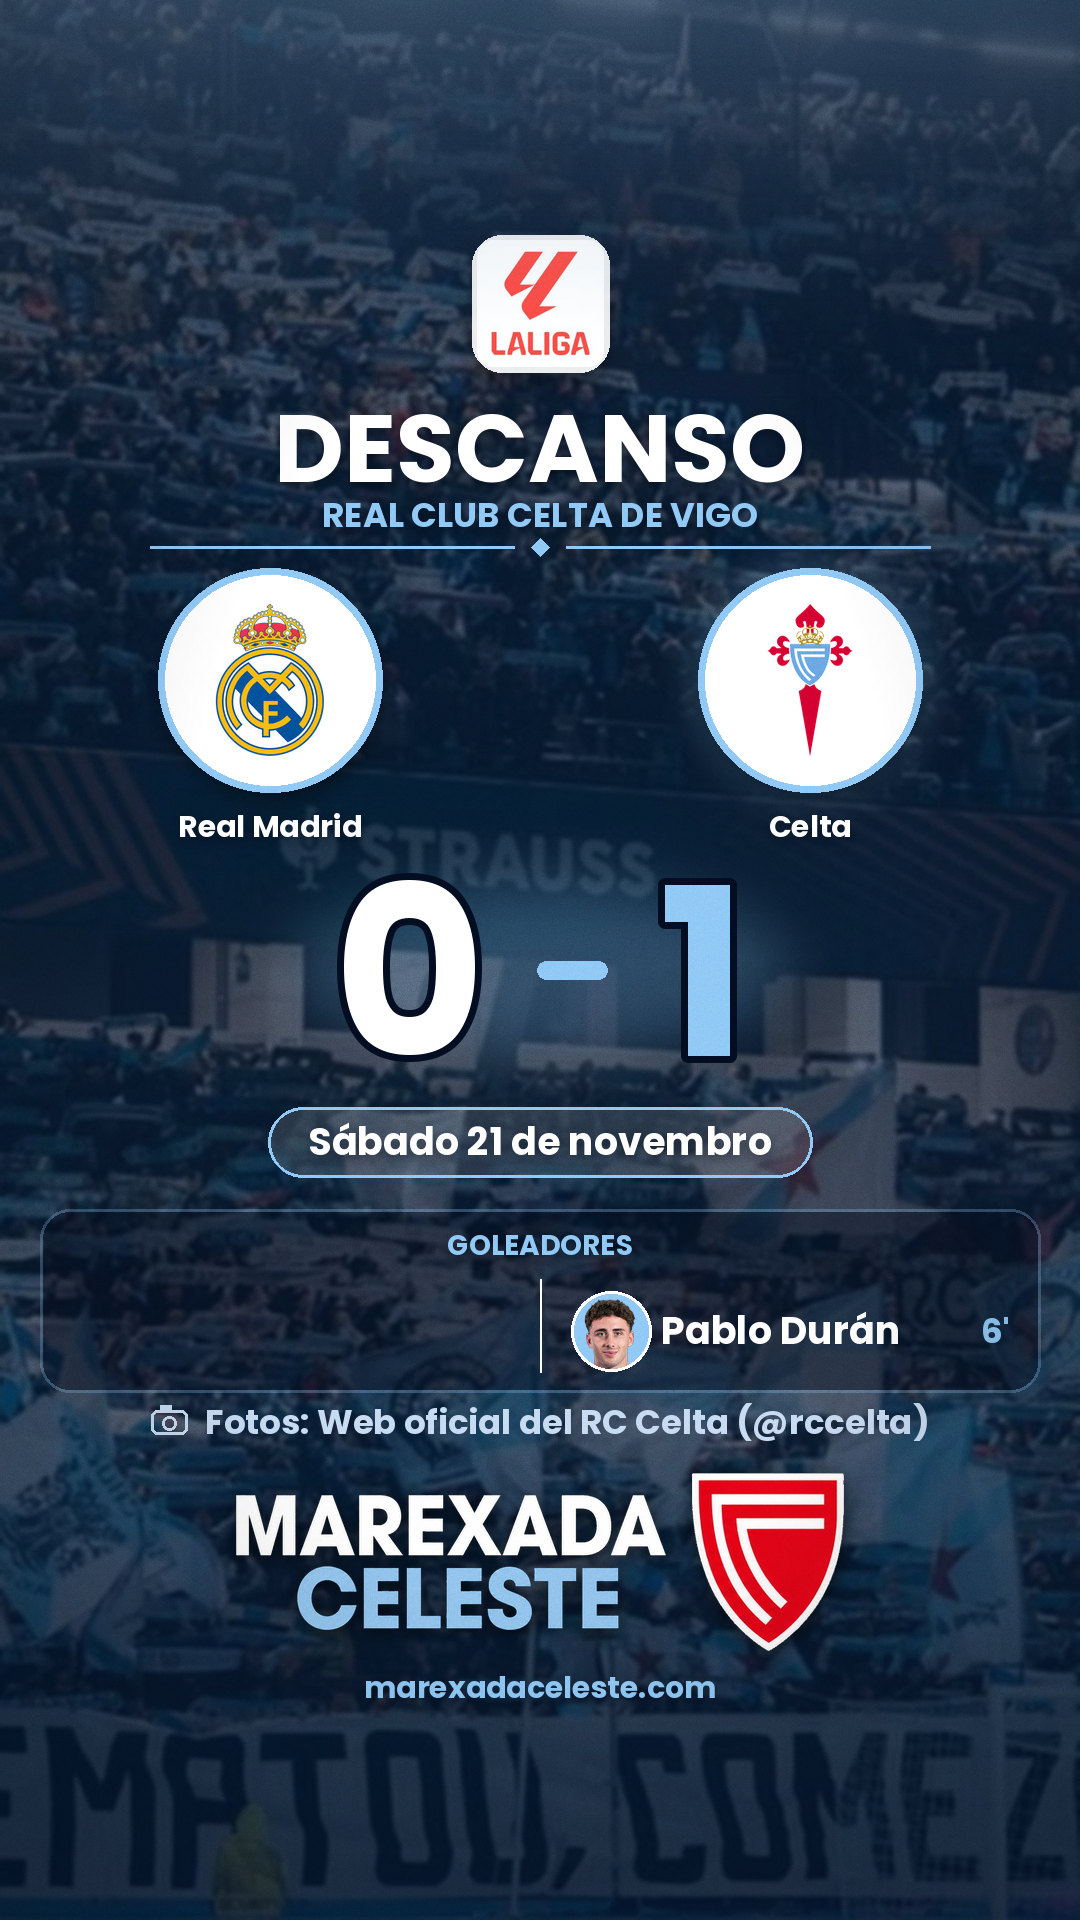 LALIGA
DESCANSO
REAL CLUB CELTA DE VIGO
Real Madrid
Celta
STRAUSS
0 - 1
Sábado 21 de novembro
GOLEADORES
Pablo Durán 6'
Fotos: Web oficial del RC Celta (@rccelta)
MAREXADA
CELESTE
marexadaceleste.com